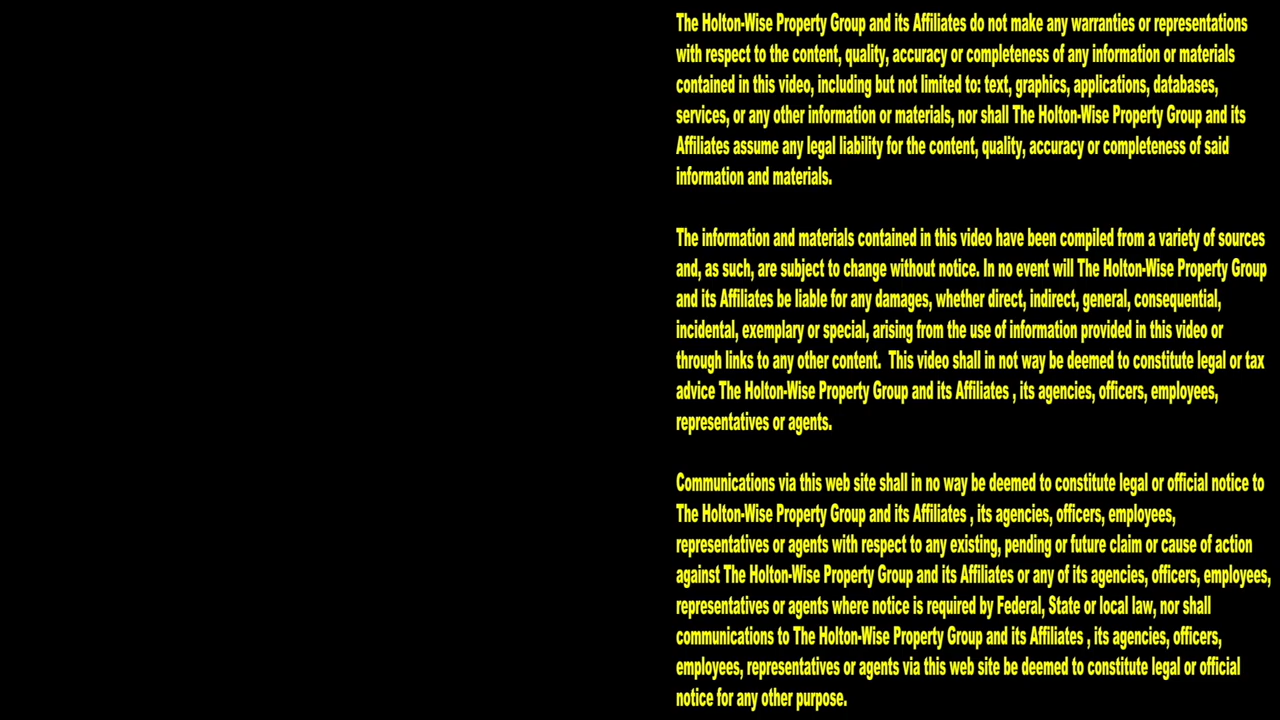 The Holton-Wise Property Group and its Affiliates do not make any warranties or representations
with respect to the content, quality, accuracy or completeness of any information or materials
contained in this video, including but not limited to: text, graphics, applications, databases,
services, or any other information or materials, nor shall The Holton-Wise Property Group and its
Affiliates assume any legal liability for the content, quality, accuracy or completeness of said
information and materials.
The information and materials contained in this video have been compiled from a variety of sources
and, as such, are subject to change without notice. In no event will The Holton-Wise Property Group
and its Affiliates be liable for any damages, whether direct, indirect, general, consequential,
incidental, exemplary or special, arising from the use of information provided in this video or
through links to any other content.  This video shall in not way be deemed to constitute legal or tax
advice The Holton-Wise Property Group and its Affiliates , its agencies, officers, employees,
representatives or agents.
Communications via this web site shall in no way be deemed to constitute legal or official notice to
The Holton-Wise Property Group and its Affiliates , its agencies, officers, employees,
representatives or agents with respect to any existing, pending or future claim or cause of action
against The Holton-Wise Property Group and its Affiliates or any of its agencies, officers, employees,
representatives or agents where notice is required by Federal, State or local law, nor shall
communications to The Holton-Wise Property Group and its Affiliates , its agencies, officers,
employees, representatives or agents via this web site be deemed to constitute legal or official
notice for any other purpose.